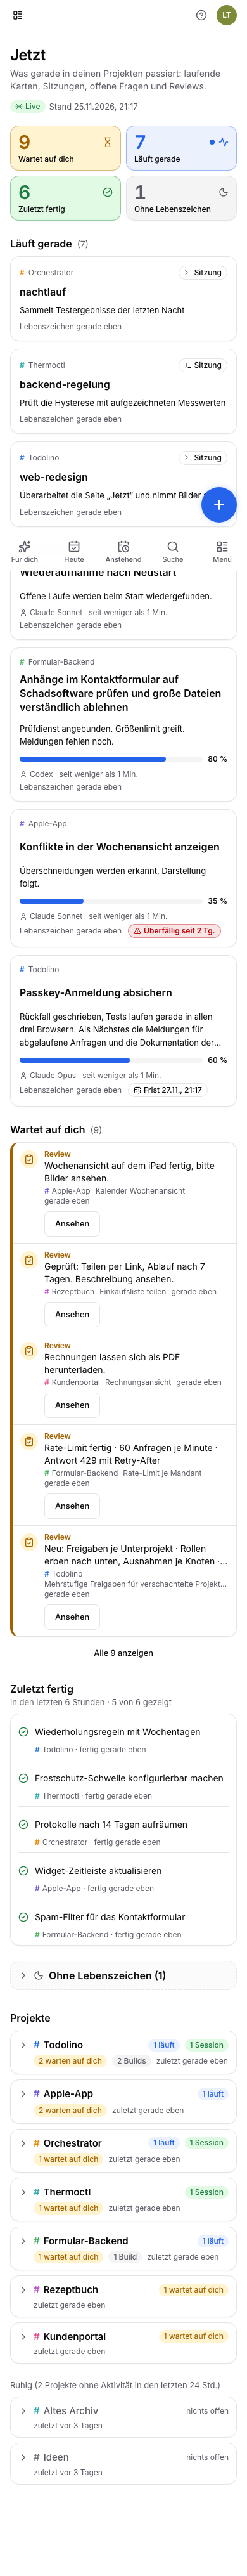 LT
Jetzt
Was gerade in deinen Projekten passiert: laufende
Karten, Sitzungen, offene Fragen und Reviews.
Live Stand 25.11.2026, 21:17
9
Wartet auf dich
7
Läuft gerade
6
Zuletzt fertig
1
Ohne Lebenszeichen
Läuft gerade (7)
# Orchestrator
Sitzung
nachtlauf
Sammelt Testergebnisse der letzten Nacht
Lebenszeichen gerade eben
# Thermoctl
Sitzung
backend-regelung
Prüft die Hysterese mit aufgezeichneten Messwerten
Lebenszeichen gerade eben
# Todolino
Sitzung
web-redesign
Überarbeitet die Seite „Jetzt" und nimmt Bilder
Lebenszeichen gerade eben
Für dich
Heute
Anstehend
Suche
Menü
Wiederaufnahme nach Neustart
Offene Läufe werden beim Start wiedergefunden.
Claude Sonnet seit weniger als 1 Min.
Lebenszeichen gerade eben
# Formular-Backend
Anhänge im Kontaktformular auf
Schadsoftware prüfen und große Dateien
verständlich ablehnen
Prüfdienst angebunden. Größenlimit greift.
Meldungen fehlen noch.
80 %
Codex seit weniger als 1 Min.
Lebenszeichen gerade eben
# Apple-App
Konflikte in der Wochenansicht anzeigen
Überschneidungen werden erkannt, Darstellung
folgt.
35 %
Claude Sonnet seit weniger als 1 Min.
Lebenszeichen gerade eben Überfällig seit 2 Tg.
# Todolino
Passkey-Anmeldung absichern
Rückfall geschrieben, Tests laufen gerade in allen
drei Browsern. Als Nächstes die Meldungen für
abgelaufene Anfragen und die Dokumentation der...
60 %
Claude Opus seit weniger als 1 Min.
Lebenszeichen gerade eben Frist 27.11., 21:17
Wartet auf dich (9)
Review
Wochenansicht auf dem iPad fertig, bitte
Bilder ansehen.
# Apple-App Kalender Wochenansicht
gerade eben
Ansehen
Review
Geprüft: Teilen per Link, Ablauf nach 7
Tagen. Beschreibung ansehen.
# Rezeptbuch Einkaufsliste teilen gerade eben
Ansehen
Review
Rechnungen lassen sich als PDF
herunterladen.
# Kundenportal Rechnungsansicht gerade eben
Ansehen
Review
Rate-Limit fertig · 60 Anfragen je Minute ·
Antwort 429 mit Retry-After
# Formular-Backend Rate-Limit je Mandant
gerade eben
Ansehen
Review
Neu: Freigaben je Unterprojekt · Rollen
erben nach unten, Ausnahmen je Knoten ·...
# Todolino
Mehrstufige Freigaben für verschachtelte Projekt...
gerade eben
Ansehen
Alle 9 anzeigen
Zuletzt fertig
in den letzten 6 Stunden · 5 von 6 gezeigt
Wiederholungsregeln mit Wochentagen
# Todolino · fertig gerade eben
Frostschutz-Schwelle konfigurierbar machen
# Thermoctl · fertig gerade eben
Protokolle nach 14 Tagen aufräumen
# Orchestrator · fertig gerade eben
Widget-Zeitleiste aktualisieren
# Apple-App · fertig gerade eben
Spam-Filter für das Kontaktformular
# Formular-Backend · fertig gerade eben
Ohne Lebenszeichen (1)
Projekte
# Todolino 1 läuft 1 Session
2 warten auf dich 2 Builds zuletzt gerade eben
# Apple-App 1 läuft
2 warten auf dich zuletzt gerade eben
# Orchestrator 1 läuft 1 Session
1 wartet auf dich zuletzt gerade eben
# Thermoctl 1 Session
1 wartet auf dich zuletzt gerade eben
# Formular-Backend 1 läuft
1 wartet auf dich 1 Build zuletzt gerade eben
# Rezeptbuch 1 wartet auf dich
zuletzt gerade eben
# Kundenportal 1 wartet auf dich
zuletzt gerade eben
Ruhig (2 Projekte ohne Aktivität in den letzten 24 Std.)
# Altes Archiv nichts offen
zuletzt vor 3 Tagen
# Ideen nichts offen
zuletzt vor 3 Tagen